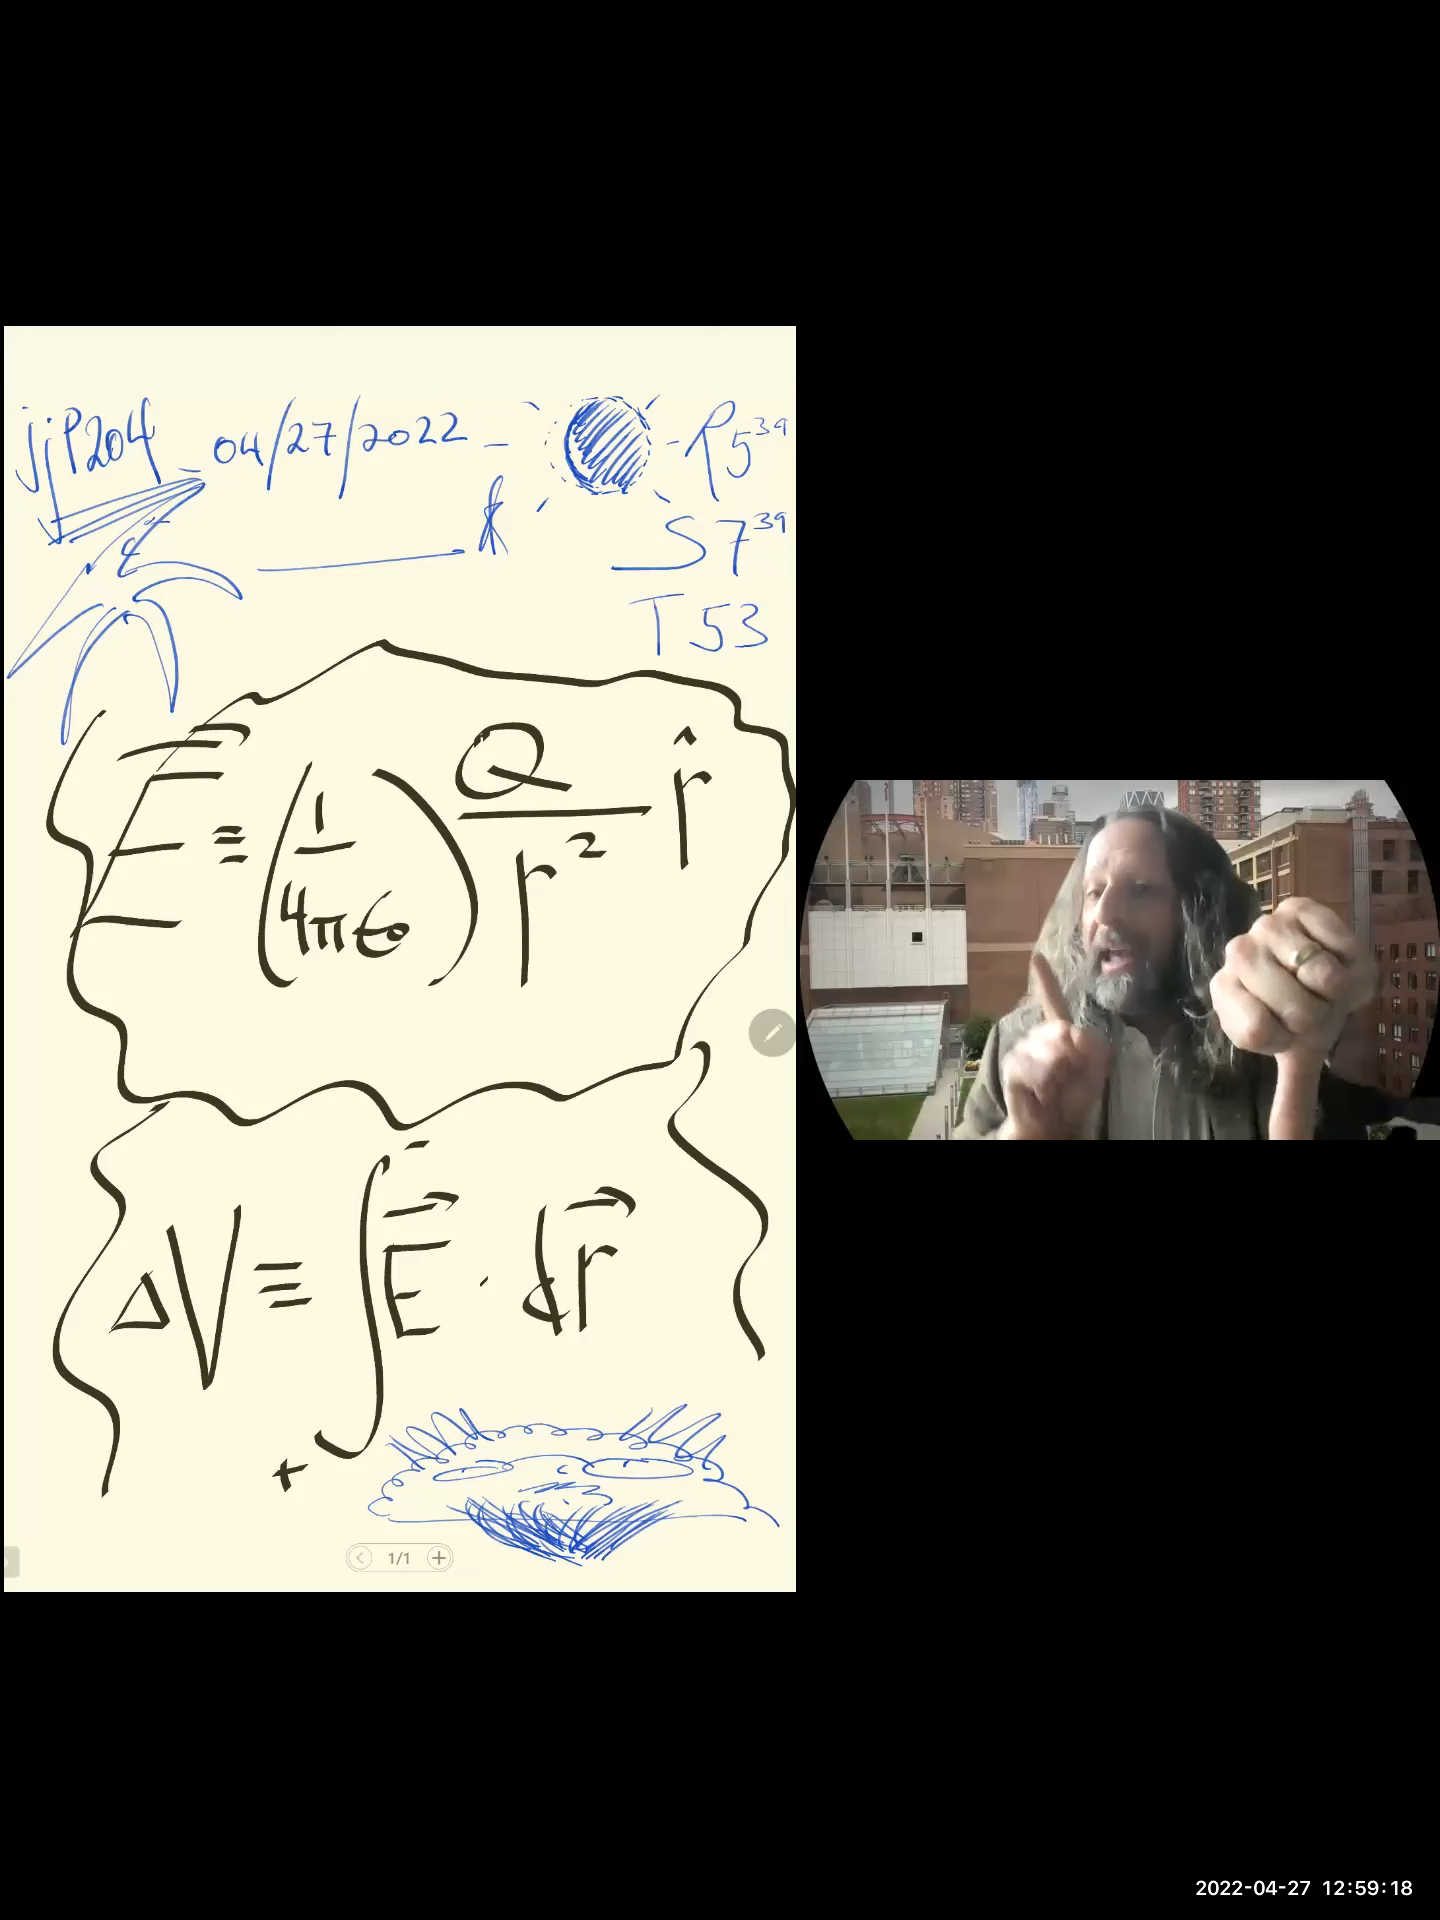 jjP204 - 04/27/2022 - - R5³⁹
S7³⁹
T53
E⃗ = (1/4πε₀) Q/r² r̂
ΔV ≡ ∫₊⁻ E⃗ · dr⃗
1/1
2022-04-27 12:59:18